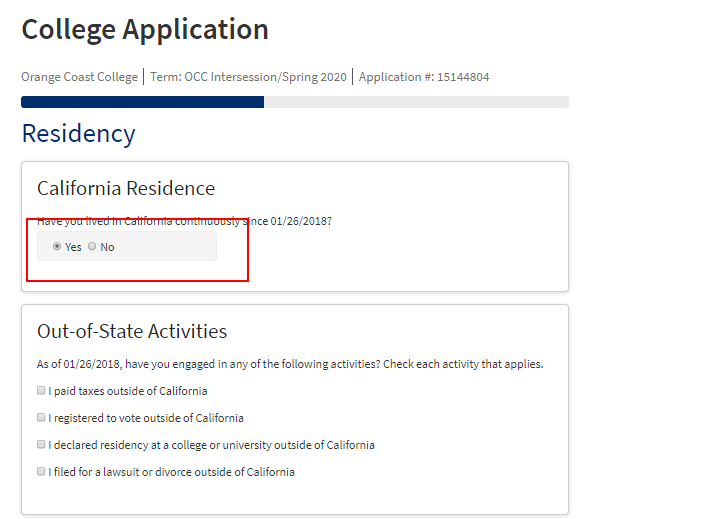 College Application
Orange Coast College | Term: OCC Intersession/Spring 2020 | Application #: 15144804
Residency
California Residence
Have you lived in California continuously since 01/26/2018?
Yes No
Out-of-State Activities
As of 01/26/2018, have you engaged in any of the following activities? Check each activity that applies.
I paid taxes outside of California
I registered to vote outside of California
I declared residency at a college or university outside of California
I filed for a lawsuit or divorce outside of California